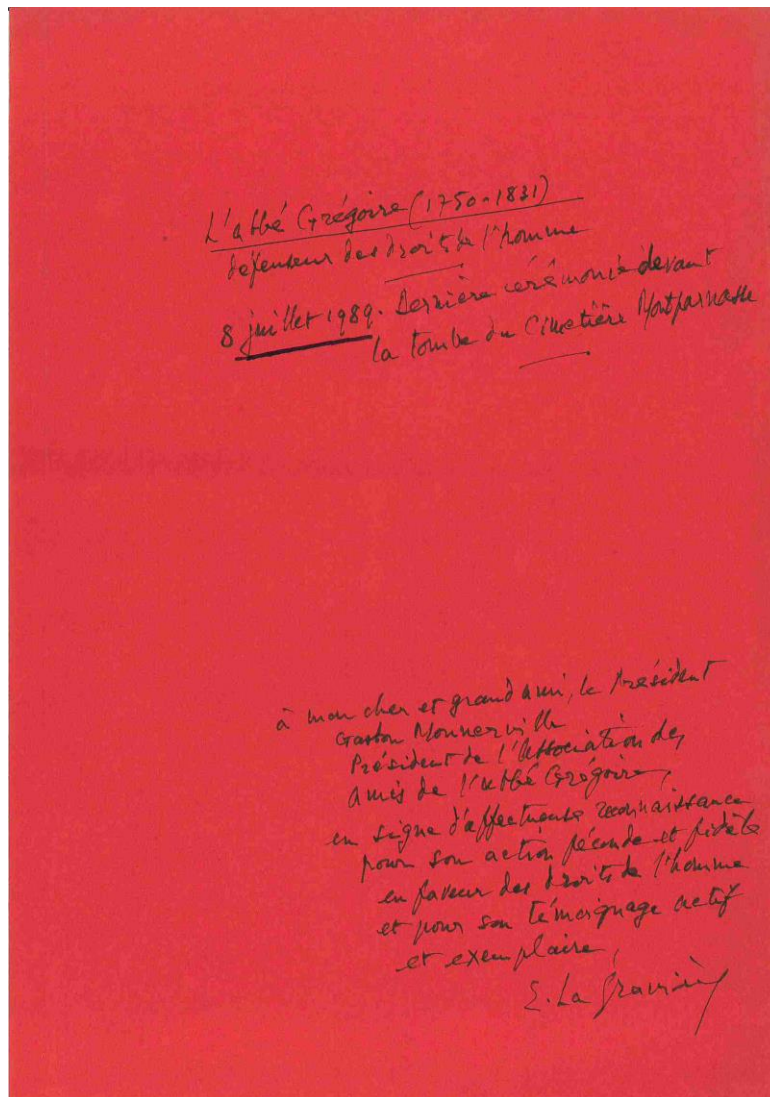 L'abbé Grégoire (1750-1831)
défenseur des droits de l'homme
8 juillet 1989. Dernière cérémonie devant
la tombe du Cimetière Montparnasse
à mon cher et grand ami, le Président
Gaston Monnerville
Président de l'Association des
amis de l'abbé Grégoire,
en signe d'affectueuse reconnaissance
pour son action féconde et fidèle
en faveur des droits de l'homme
et pour son témoignage actif
et exemplaire,
E. La Gravière